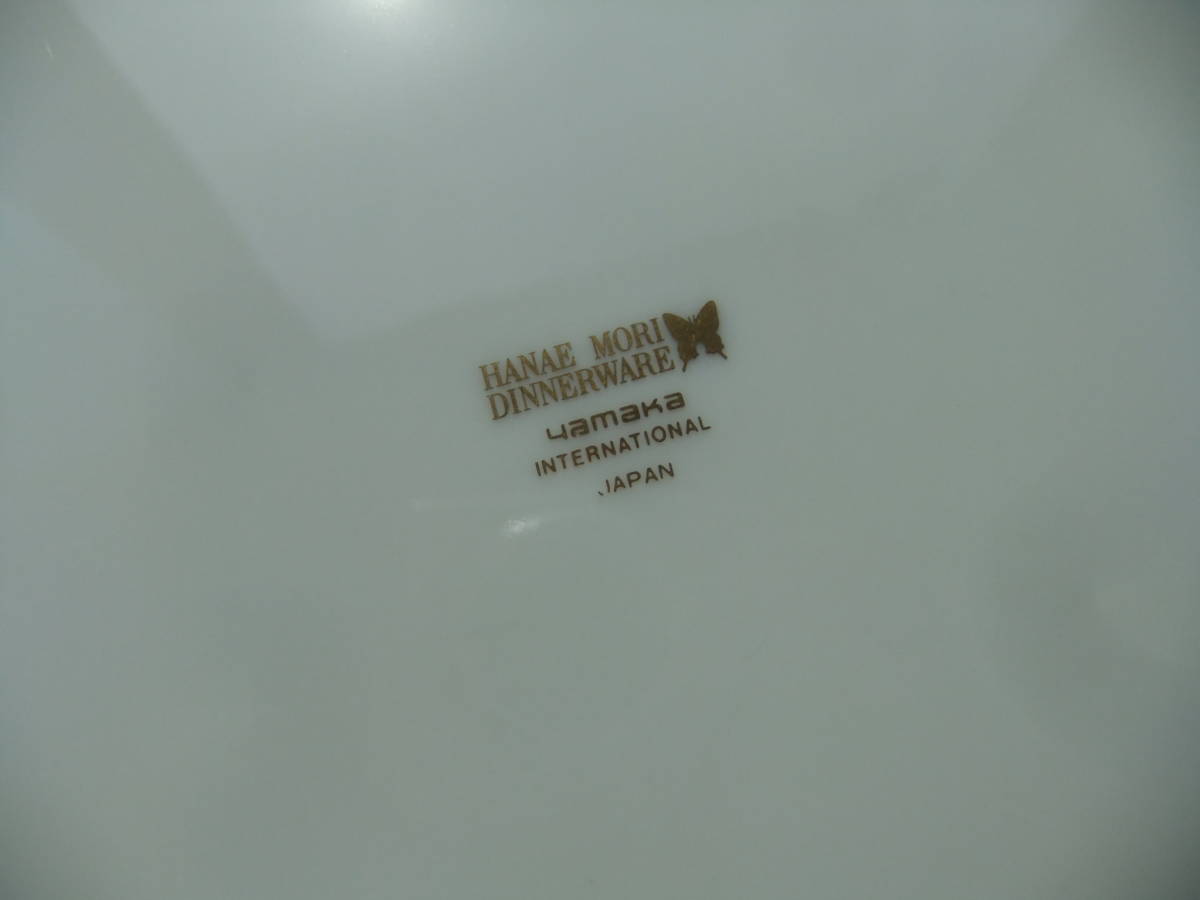 HANAE MORI
DINNERWARE
yamaka
INTERNATIONAL
JAPAN